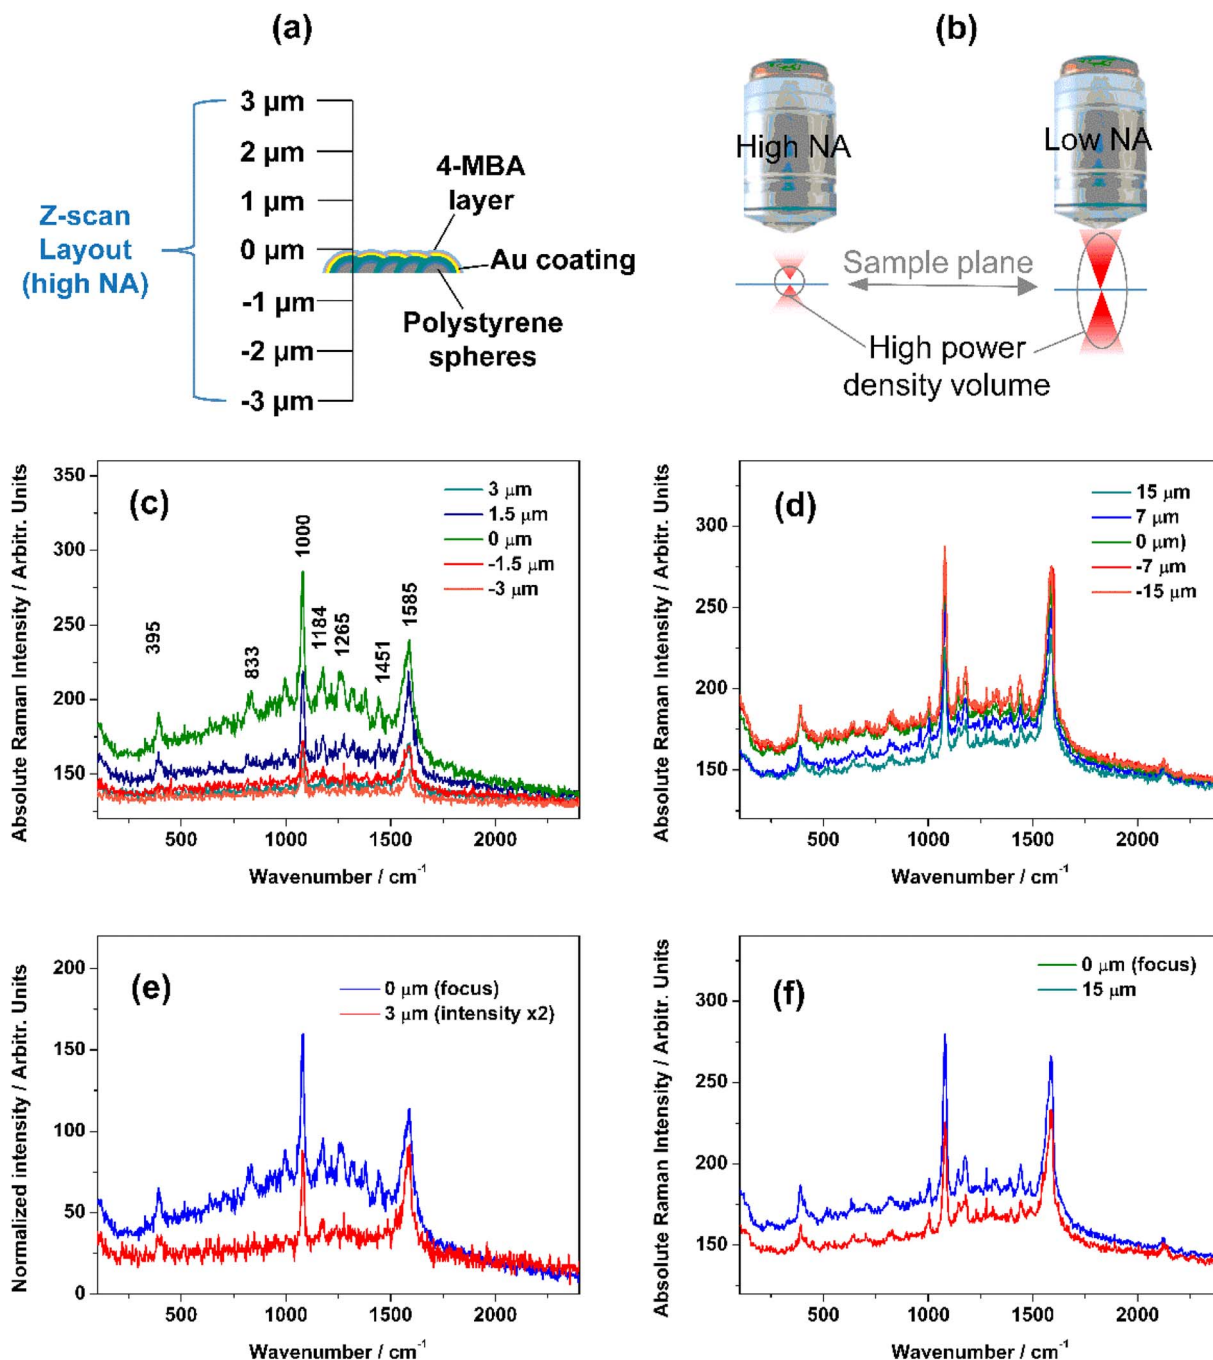 (a)
3 µm
2 µm
1 µm
0 µm
-1 µm
-2 µm
-3 µm
Z-scan
Layout
(high NA)
4-MBA
layer
Au coating
Polystyrene
spheres
(b)
High NA
Low NA
Sample plane
High power
density volume
(c)
Absolute Raman Intensity / Arbitr. Units
350
300
250
200
150
395
833
1000
1184
1265
1451
1585
3 µm
1.5 µm
0 µm
-1.5 µm
-3 µm
500
1000
1500
2000
Wavenumber / cm⁻¹
(d)
Absolute Raman Intensity / Arbitr. Units
300
250
200
150
15 µm
7 µm
0 µm)
-7 µm
-15 µm
500
1000
1500
2000
Wavenumber / cm⁻¹
(e)
Normalized intensity / Arbitr. Units
200
150
100
50
0
0 µm (focus)
3 µm (intensity x2)
500
1000
1500
2000
Wavenumber / cm⁻¹
(f)
Absolute Raman Intensity / Arbitr. Units
300
250
200
150
0 µm (focus)
15 µm
500
1000
1500
2000
Wavenumber / cm⁻¹